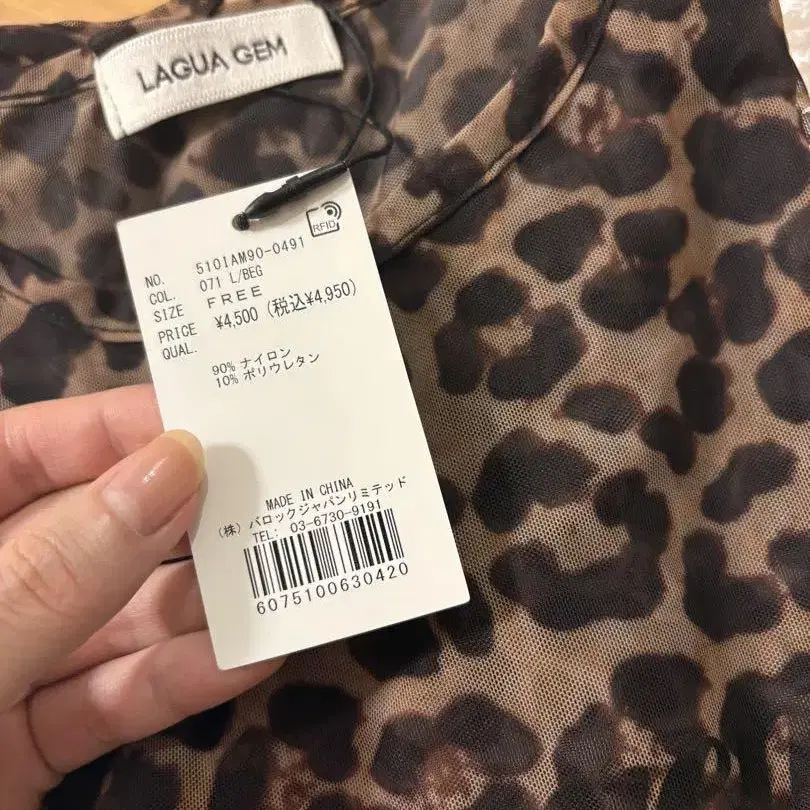 LAGUA GEM
RFID
NO. 5101AM90-0491
COL. 071 L/BEG
SIZE FREE
PRICE ¥4,500 (税込¥4,950)
QUAL.
90% ナイロン
10% ポリウレタン
MADE IN CHINA
(株) バロックジャパンリミテッド
TEL: 03-6730-9191
6075100630420